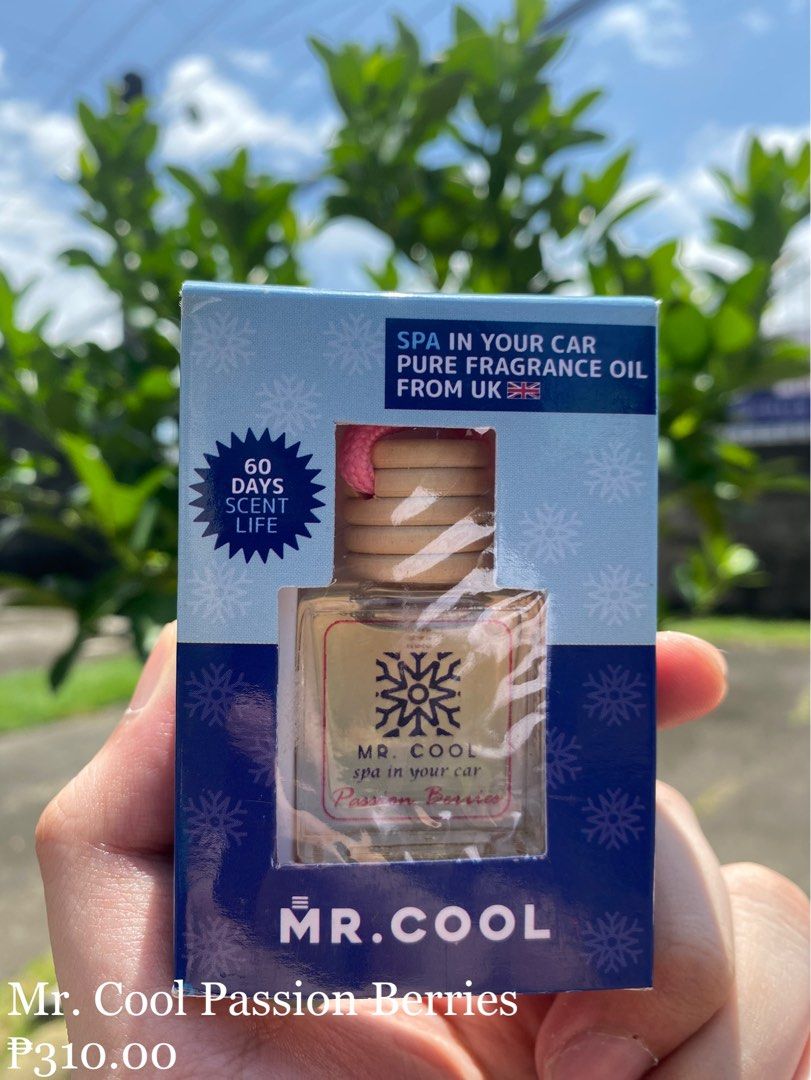 SPA IN YOUR CAR
PURE FRAGRANCE OIL
FROM UK
60
DAYS
SCENT
LIFE
MR. COOL
spa in your car
Passion Berries
MR.COOL
Mr. Cool Passion Berries
₱310.00